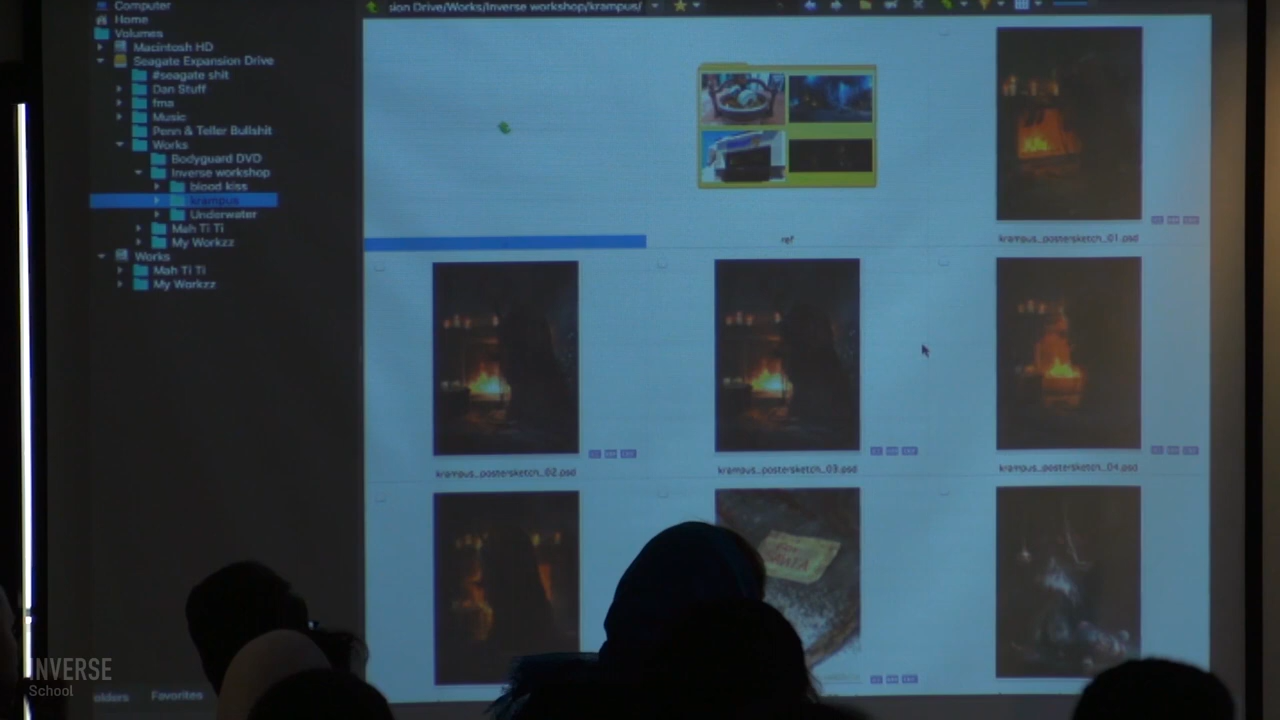 Computer
Home
Volumes
Macintosh HD
Seagate Expansion Drive
#seagate shit
Dan Stuff
fma
Music
Penn & Teller Bullshit
Works
Bodyguard DVD
Inverse workshop
blood kiss
krampus
Underwater
Mah Ti Ti
My Workzz
Works
Mah Ti Ti
My Workzz
sion Drive/Works/Inverse workshop/krampus/
krampus_postersketch_01.psd
krampus_postersketch_02.psd
krampus_postersketch_03.psd
krampus_postersketch_04.psd
olders Favorites
INVERSE
School